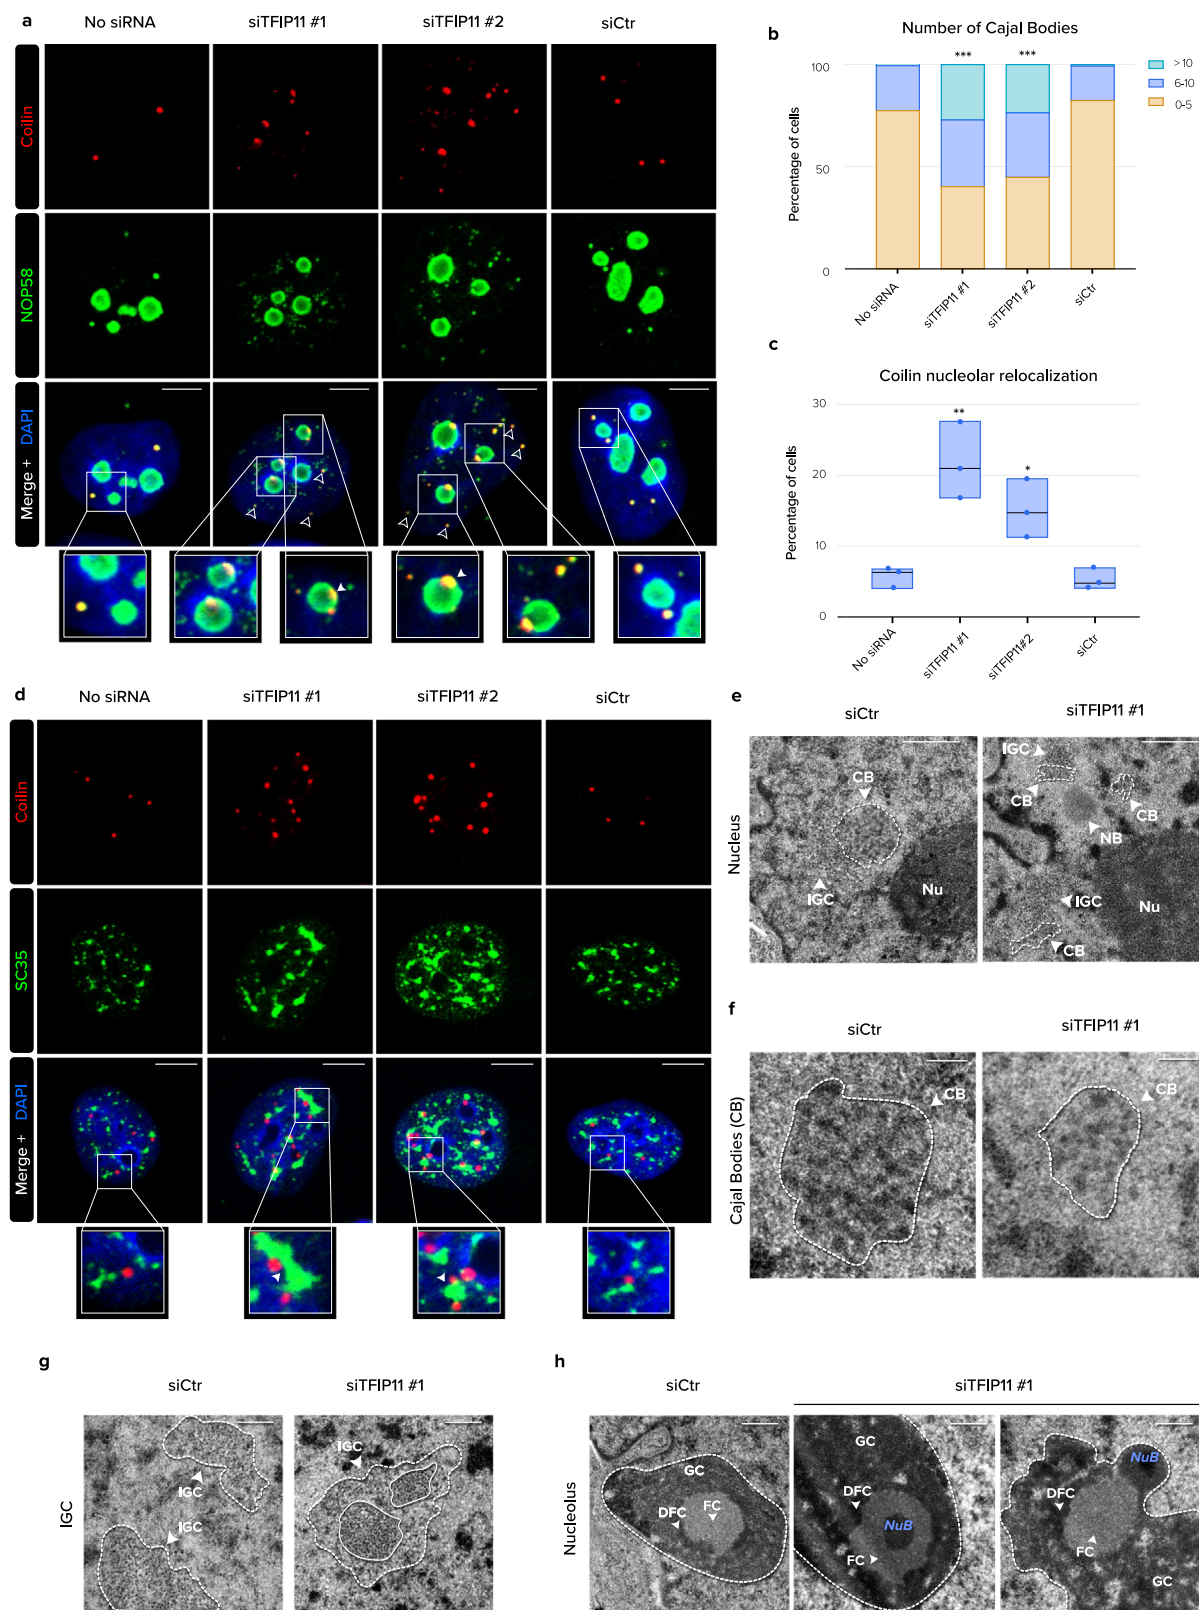 a
No siRNA
siTFIP11 #1
siTFIP11 #2
siCtr
Coilin
NOP58
Merge + DAPI
b
Number of Cajal Bodies
Percentage of cells
100
50
0
***
***
>10
6-10
0-5
No siRNA
siTFIP11 #1
siTFIP11 #2
siCtr
c
Coilin nucleolar relocalization
Percentage of cells
30
20
10
0
**
*
No siRNA
siTFIP11 #1
siTFIP11#2
siCtr
d
No siRNA
siTFIP11 #1
siTFIP11 #2
siCtr
Coilin
SC35
Merge + DAPI
e
siCtr
siTFIP11 #1
Nucleus
CB
IGC
Nu
IGC
CB
CB
NB
IGC
Nu
CB
f
siCtr
siTFIP11 #1
Cajal Bodies (CB)
CB
CB
g
siCtr
siTFIP11 #1
IGC
IGC
IGC
IGC
h
siCtr
siTFIP11 #1
Nucleolus
GC
DFC
FC
GC
DFC
NuB
FC
NuB
DFC
FC
GC